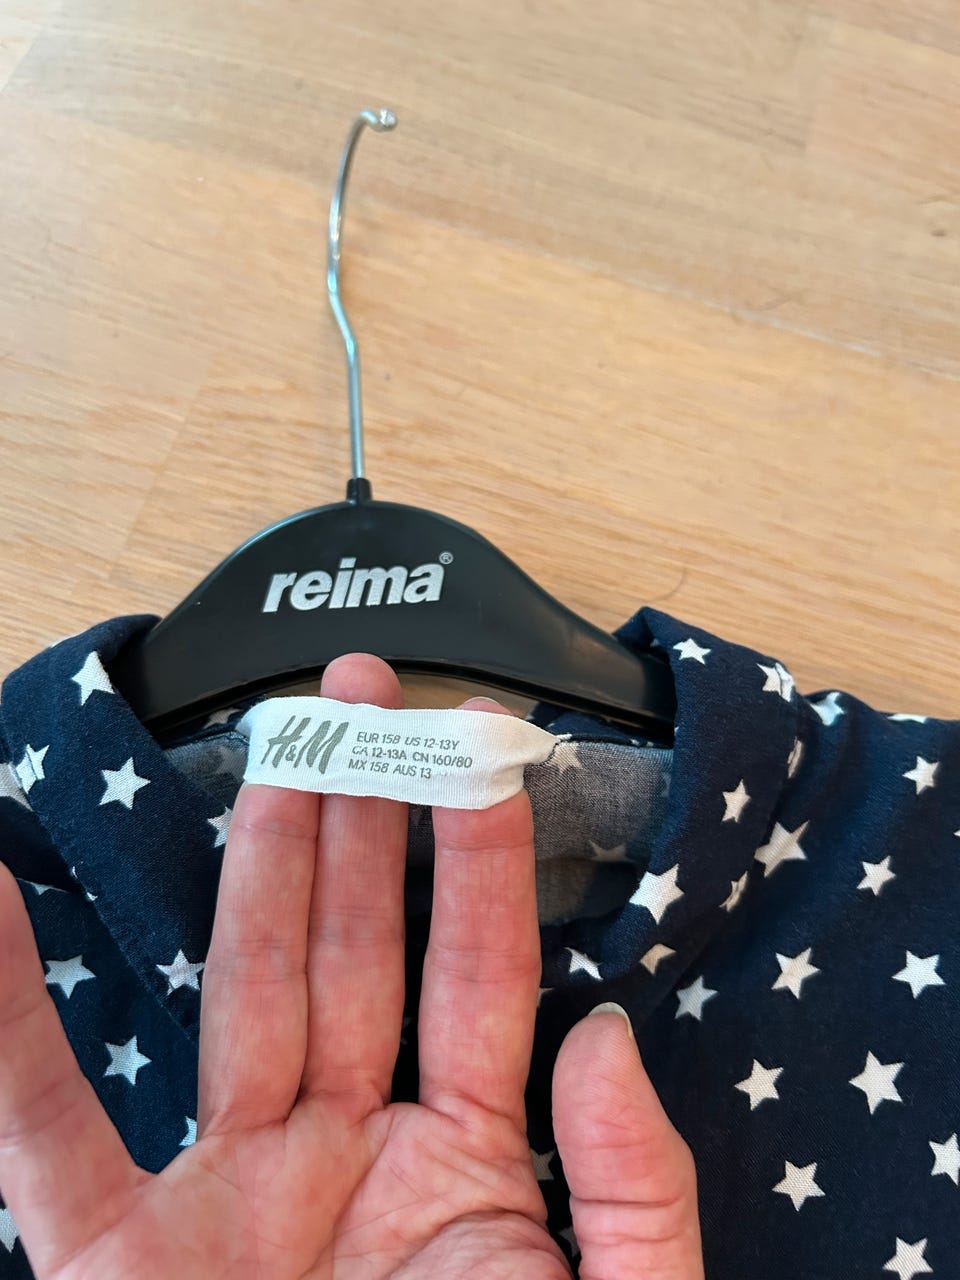 reima®
H&M
EUR 158 US 12-13Y
CA 12-13A CN 160/80
MX 158 AUS 13